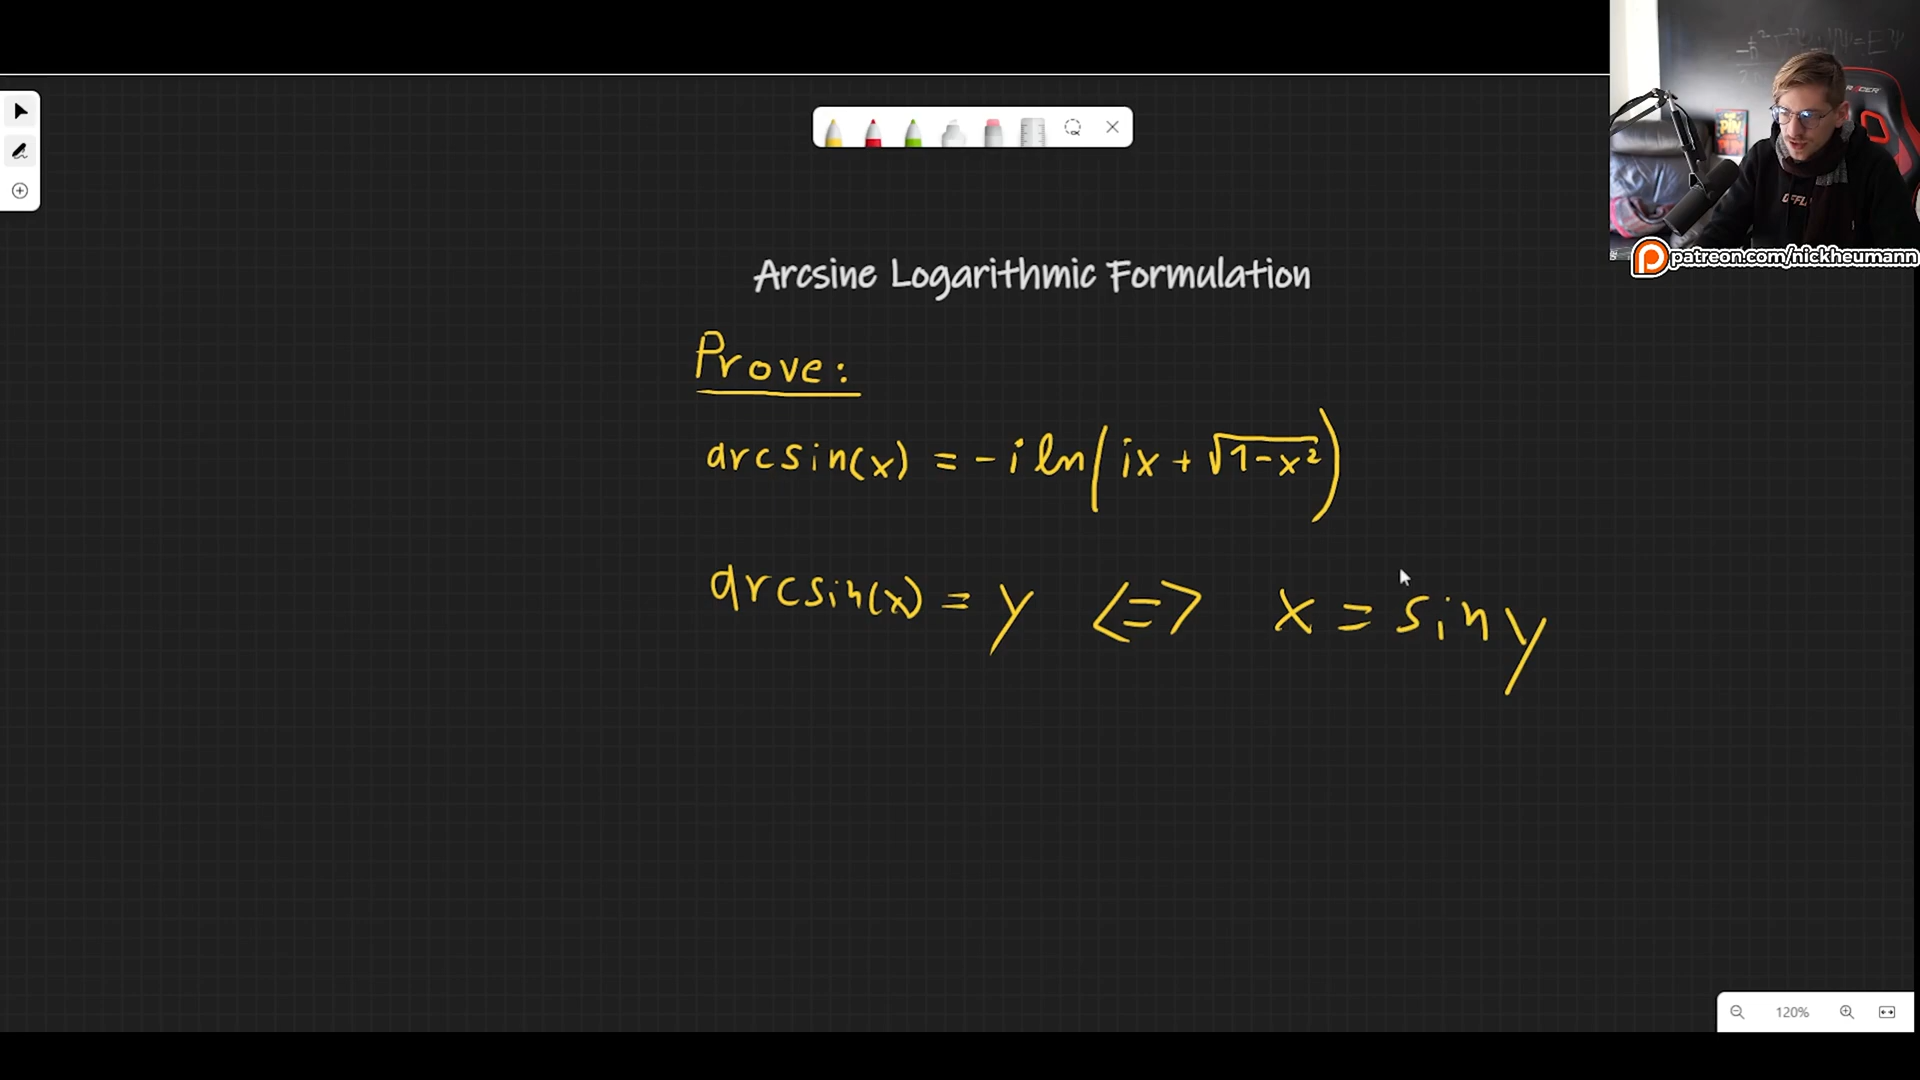 patreon.com/nickheumann
Arcsine Logarithmic Formulation
Prove:
arcsin(x) = -i ln(ix + √1-x²)
arcsin(x) = y <=> x = sin y
120%